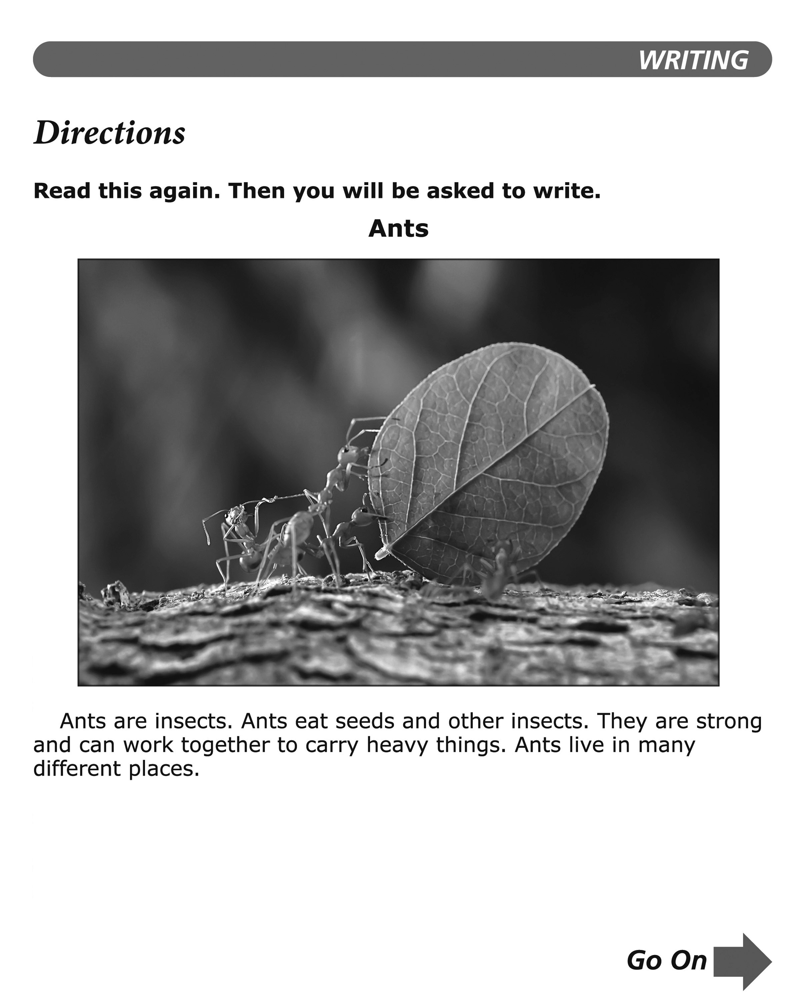 WRITING
Directions
Read this again. Then you will be asked to write.
Ants
Ants are insects. Ants eat seeds and other insects. They are strong
and can work together to carry heavy things. Ants live in many
different places.
Go On